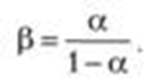 β = α / (1 − α) .